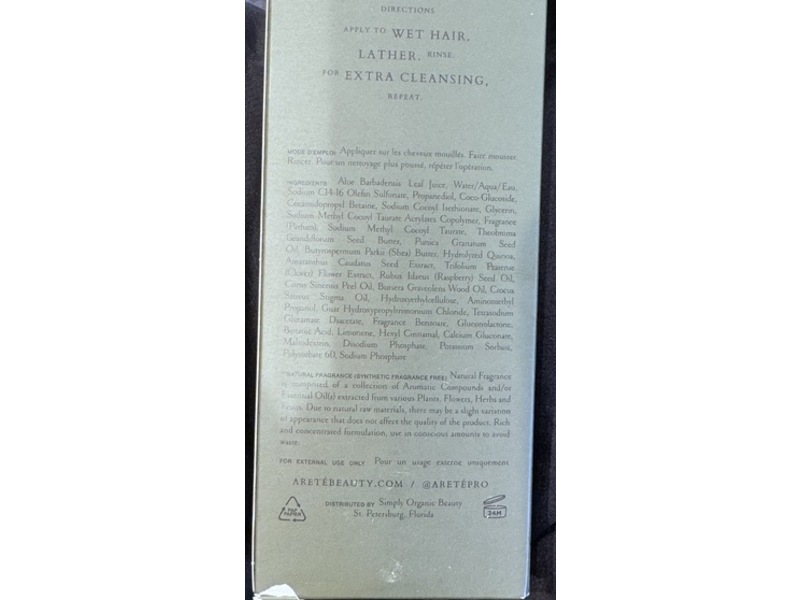 DIRECTIONS
APPLY TO WET HAIR.
LATHER. RINSE.
FOR EXTRA CLEANSING,
REPEAT.
MODE D'EMPLOI: Appliquer sur les cheveux mouillés. Faire mousser
Rincez. Pour un nettoyage plus poussé, répéter l'opération.
INGREDIENTS: Aloe Barbadensis Leaf Juice, Water/Aqua/Eau,
Sodium C14-16 Olefin Sulfonate, Propanediol, Coco-Glucoside,
Cocamidopropyl Betaine, Sodium Cocoyl Isethionate, Glycerin,
Sodium Methyl Cocoyl Taurate Acrylates Copolymer, Fragrance
(Parfum), Sodium Methyl Cocoyl Taurate, Theobroma
Grandiflorum Seed Butter, Punica Granatum Seed
Oil, Butyrospermum Parkii (Shea) Butter, Hydrolyzed Quinoa,
Amaranthus Caudatus Seed Extract, Trifolium Pratense
(Clover) Flower Extract, Rubus Idaeus (Raspberry) Seed Oil,
Citrus Sinensis Peel Oil, Bursera Graveolens Wood Oil, Crocus
Sativus Stigma Oil, Hydroxyethylcellulose, Aminomethyl
Propanol, Guar Hydroxypropyltrimonium Chloride, Tetrasodium
Glutamate Diacetate, Fragrance Benzoate, Gluconolactone,
Benzoic Acid, Limonene, Hexyl Cinnamal, Calcium Gluconate,
Maltodextrin, Disodium Phosphate, Potassium Sorbate,
Polysorbate 60, Sodium Phosphate
*NATURAL FRAGRANCE (SYNTHETIC FRAGRANCE FREE) Natural Fragrance
is comprised of a collection of Aromatic Compounds and/or
Essential Oil(s) extracted from various Plants, Flowers, Herbs and
Fruits. Due to natural raw materials, there may be a slight variation
of appearance that does not affect the quality of the product. Rich
and concentrated formulation, use in conscious amounts to avoid
waste.
FOR EXTERNAL USE ONLY Pour un usage externe uniquement
ARETÉBEAUTY.COM / @ARETÉPRO
DISTRIBUTED BY Simply Organic Beauty
St. Petersburg, Florida
PAPIER
24M